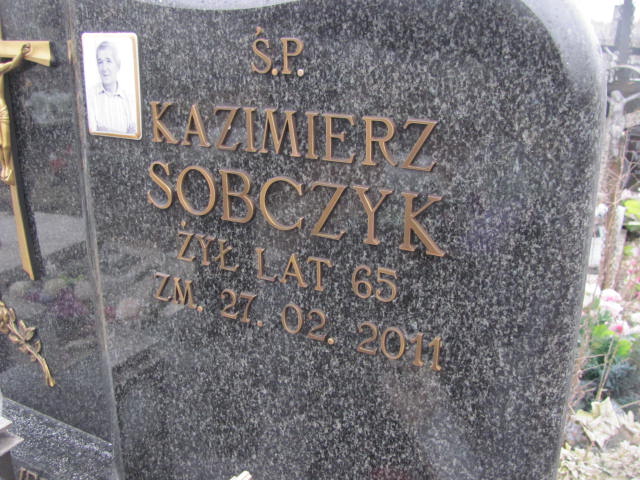 Ś.P.
KAZIMIERZ
SOBCZYK
ŻYŁ LAT 65
ZM. 27. 02. 2011